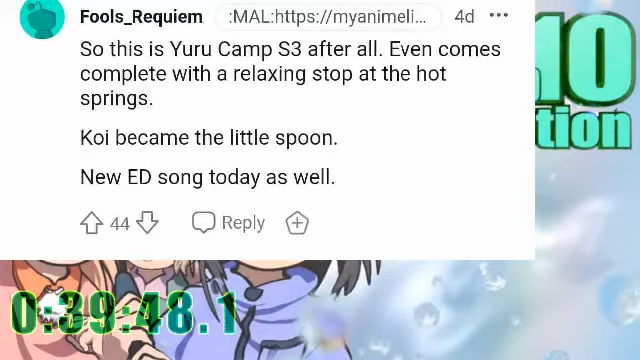 Fools_Requiem :MAL:https://myanimeli... 4d ...
So this is Yuru Camp S3 after all. Even comes
complete with a relaxing stop at the hot
springs.
Koi became the little spoon.
New ED song today as well.
44 Reply
10
tion
0:39:48.1